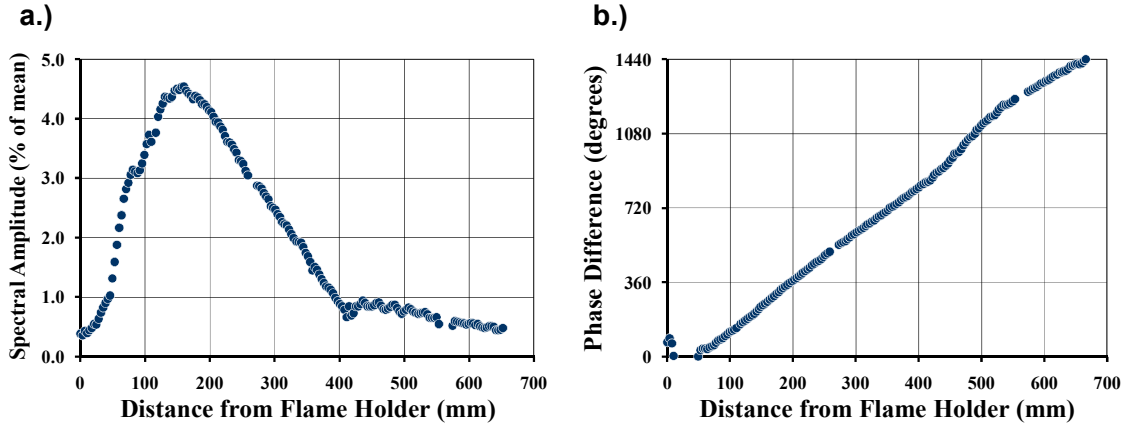 a.)
b.)
Spectral Amplitude (% of mean)
5.0
4.0
3.0
2.0
1.0
0.0
0 100 200 300 400 500 600 700
Distance from Flame Holder (mm)
Phase Difference (degrees)
1440
1080
720
360
0
0 100 200 300 400 500 600 700
Distance from Flame Holder (mm)